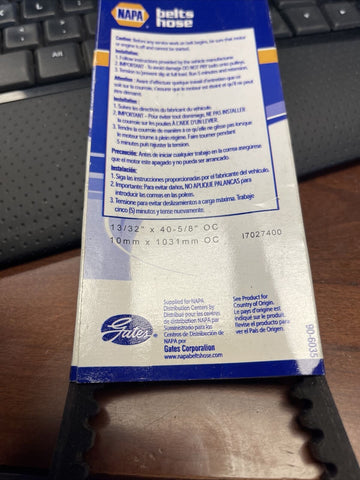 NAPA belts
hose
Caution: Before any service work on belt begins, be sure that motor
or engine is off and cannot be started.
Installation:
1. Follow instructions provided by the vehicle manufacturer.
2. IMPORTANT - To avoid damage DO NOT PRY belts onto pulleys.
3. Tension to prevent slip at full load. Run 5 minutes and retension.
Attention: Avant d'effectuer quelque travail d'entretien que ce
soit sur la courroie, s'assurer que le moteur est éteint et qu'il ne peut
être démarré.
Installation:
1. Suivre les directives du fabricant du véhicule.
2. IMPORTANT - Pour éviter tout dommage, NE PAS INSTALLER
la courroie sur les poulies À L'AIDE D'UN LEVIER.
3. Tendre la courroie de manière à ce qu'elle ne glisse pas lorsque
le moteur tourne à plein régime. Faire tourner pendant
5 minutes puis rajuster la tension.
Precaución: Antes de iniciar cualquier trabajo en la correa asegúrese
que el motor este apagado y no pueda ser arrancado.
Instalación:
1. Siga las instrucciones proporcionadas por el fabricante del vehículo.
2. Importante: Para evitar daños, NO APLIQUE PALANCAS para
introducir las correas en las poleas.
3. Tensione para evitar deslizamientos a carga máxima. Trabaje
cinco (5) minutos y tense nuevamente.
13/32" x 40-5/8" OC
10mm x 1031mm OC I7027400
Supplied for NAPA
Distribution Centers by
Distribué pour les centres
de distribution NAPA par
Suministrado para los
Centros de Distribución de
NAPA por
Gates Corporation
www.napabeltshose.com
See Product for
Country of Origin.
Le pays d'origine est
indiqué sur le produit.
Revise el producto para
ver el País de Origen.
Gates
90-6035